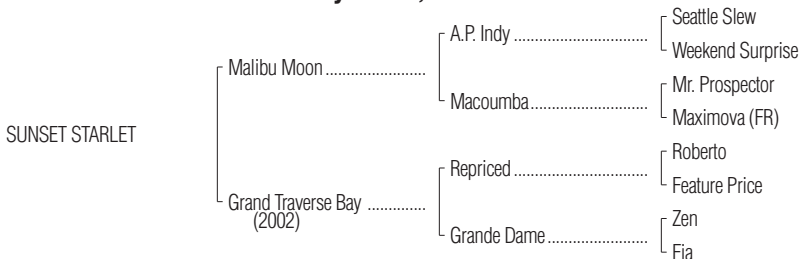 Seattle Slew
A.P. Indy
Weekend Surprise
Malibu Moon
Mr. Prospector
Macoumba
Maximova (FR)
SUNSET STARLET
Roberto
Repriced
Feature Price
Grand Traverse Bay
(2002)
Zen
Grande Dame
Fia